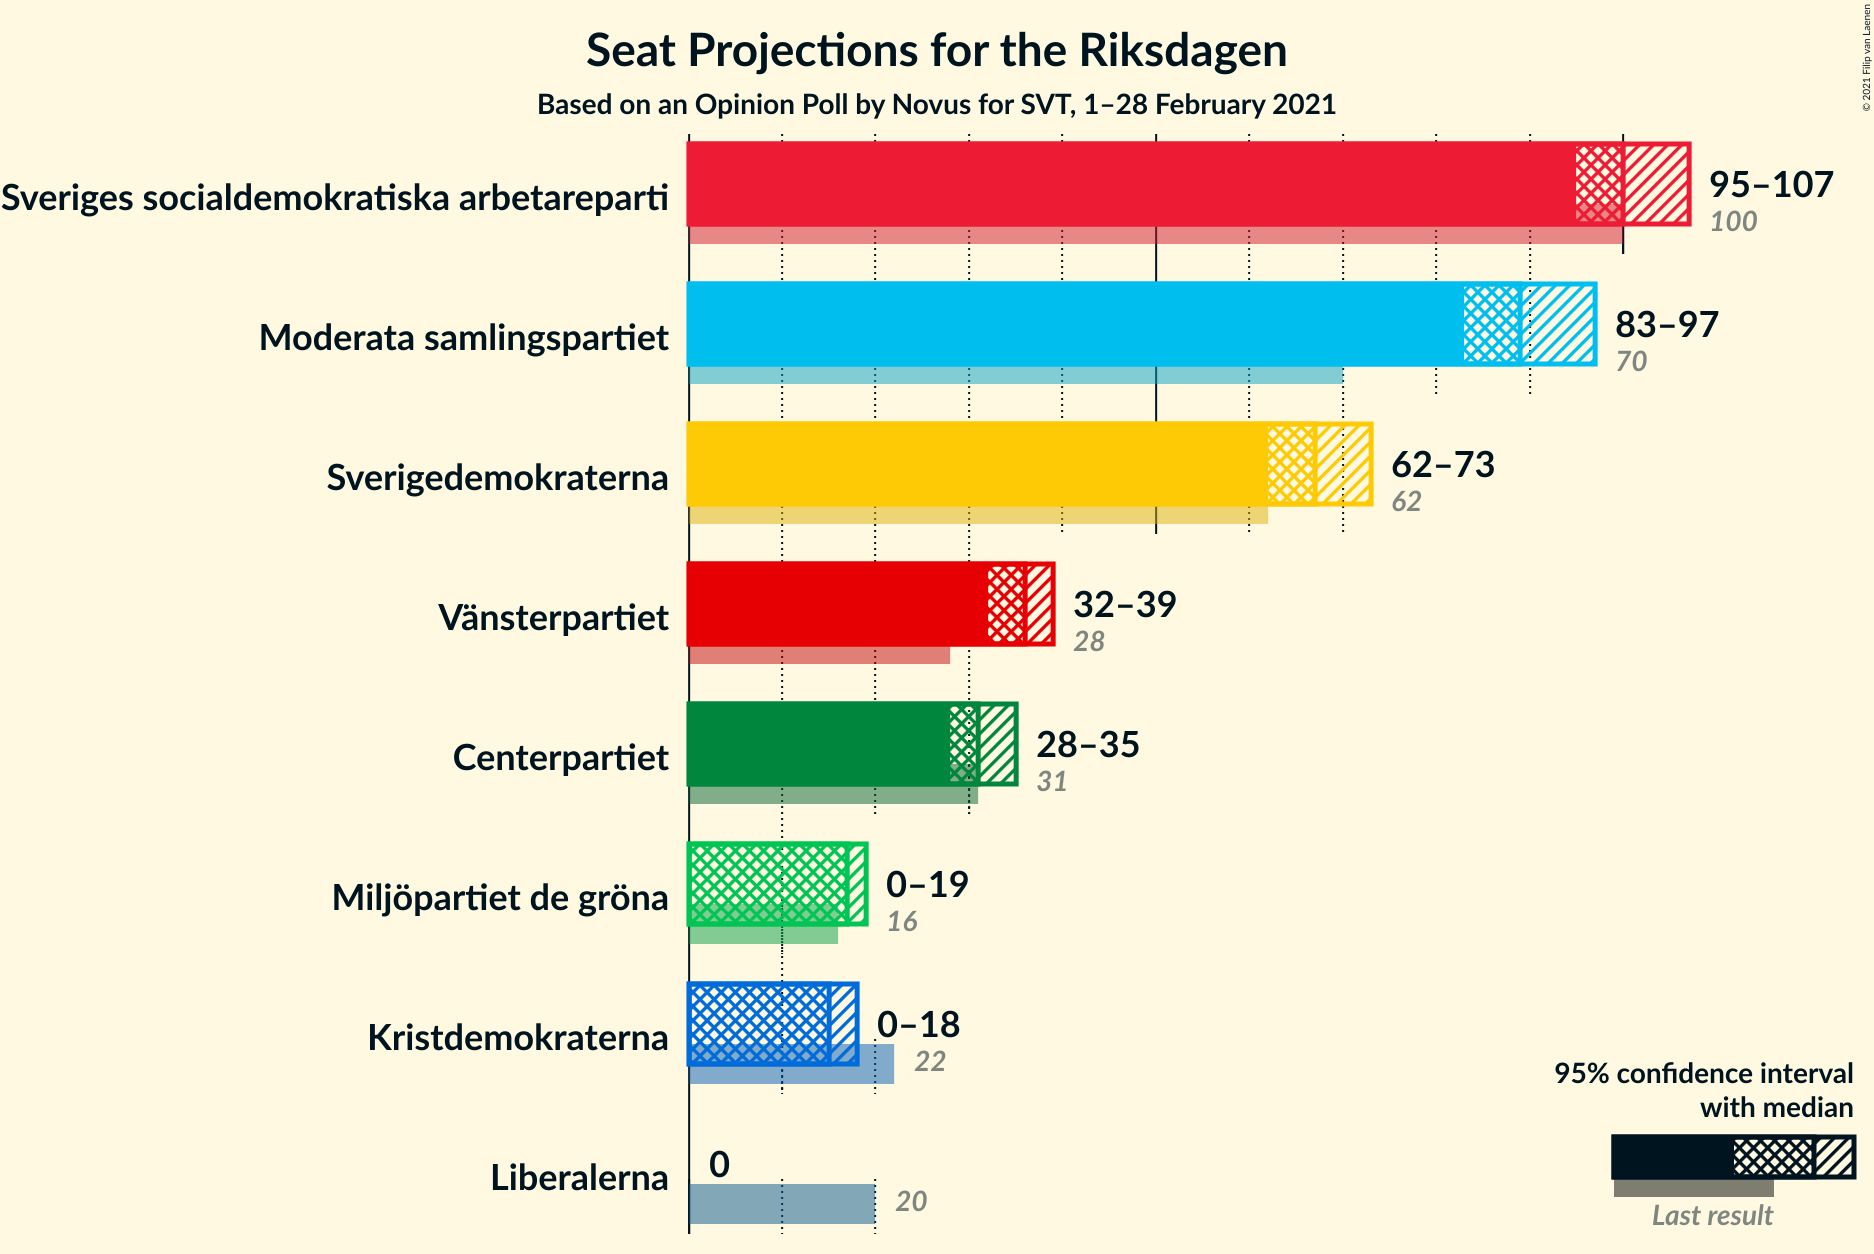 Seat Projections for the Riksdagen
Based on an Opinion Poll by Novus for SVT, 1–28 February 2021
© 2021 Filip van Laenen
Sveriges socialdemokratiska arbetareparti
95–107
100
Moderata samlingspartiet
83–97
70
Sverigedemokraterna
62–73
62
Vänsterpartiet
32–39
28
Centerpartiet
28–35
31
Miljöpartiet de gröna
0–19
16
Kristdemokraterna
0–18
22
Liberalerna
0
20
95% confidence interval
with median
Last result